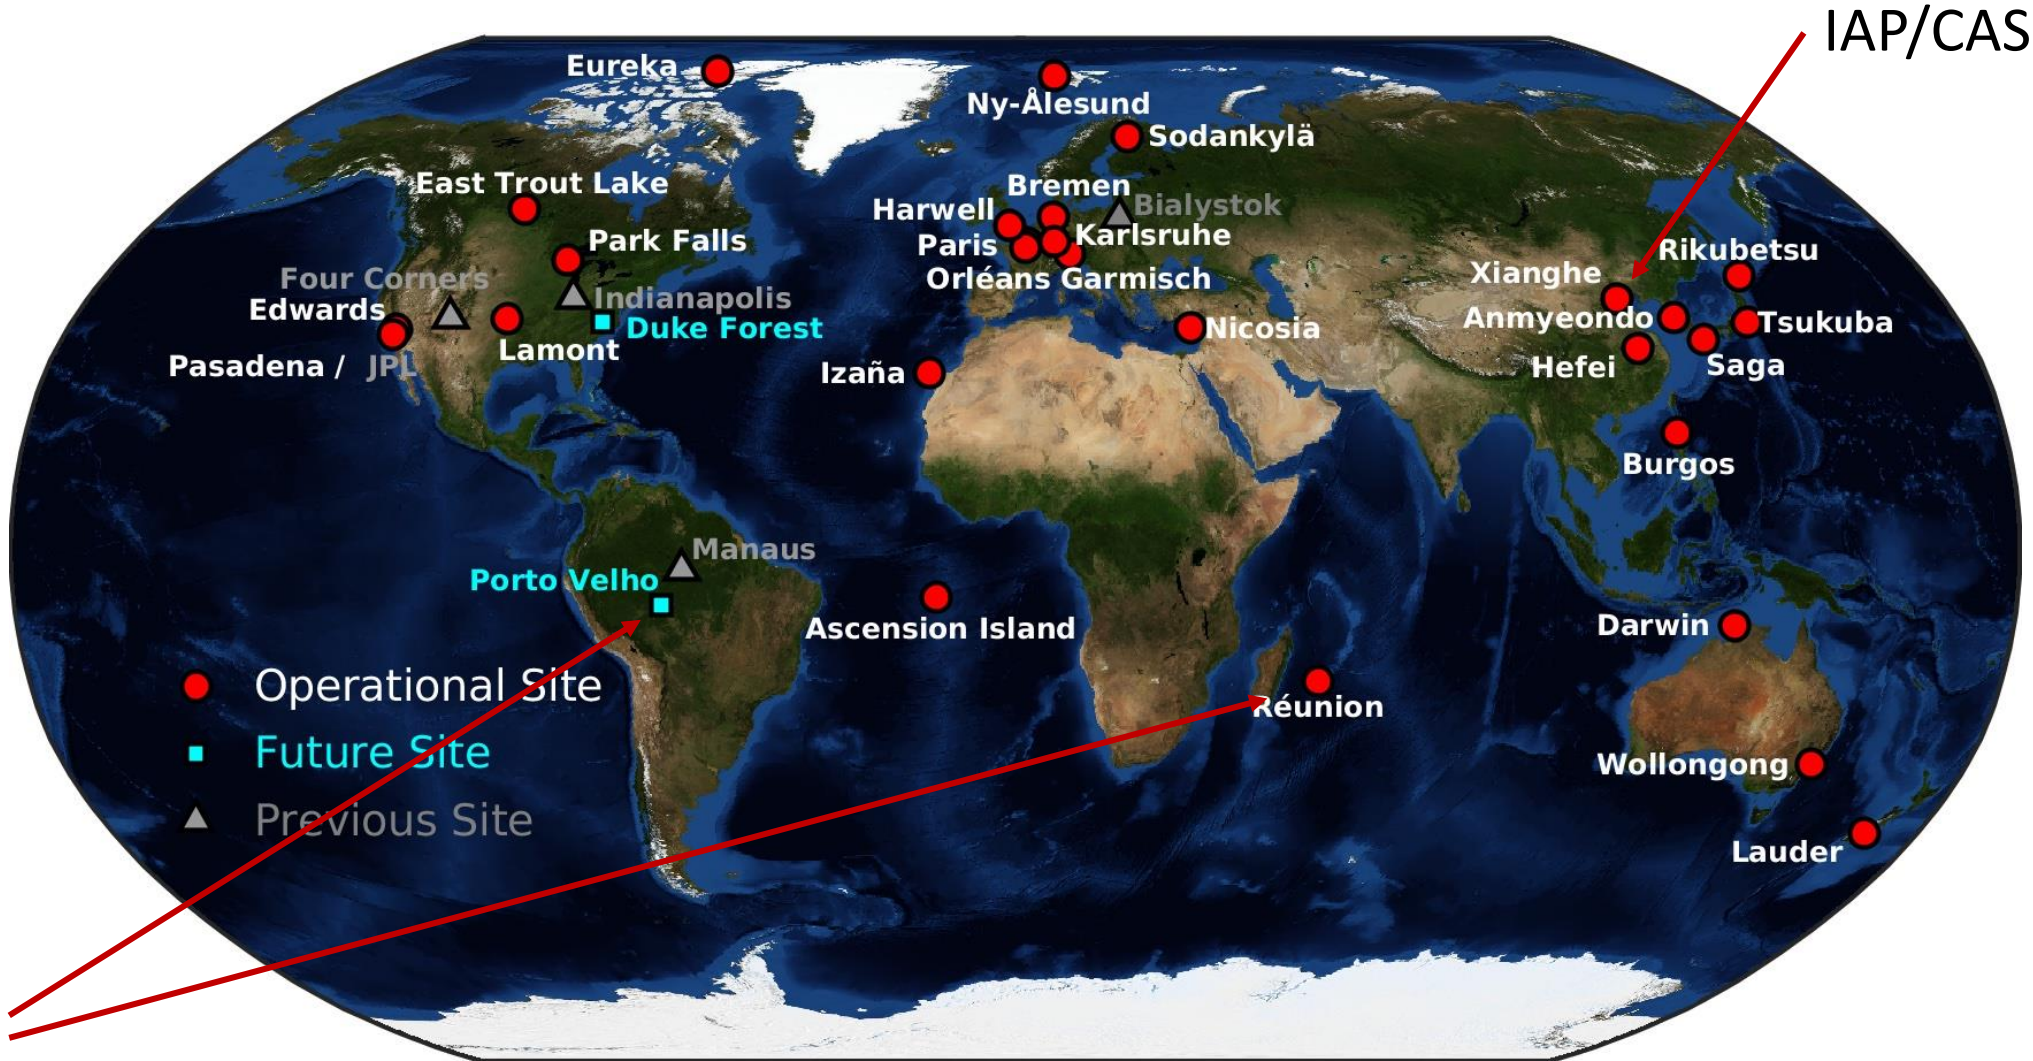 IAP/CAS
Eureka
Ny-Ålesund
Sodankylä
East Trout Lake
Bremen
Bialystok
Harwell
Park Falls
Paris
Karlsruhe
Rikubetsu
Four Corners
Orléans Garmisch
Xianghe
Indianapolis
Edwards
Duke Forest
Nicosia
Anmyeondo
Tsukuba
Lamont
Pasadena / JPL
Izaña
Hefei
Saga
Burgos
Manaus
Porto Velho
Ascension Island
Darwin
Operational Site
Réunion
Future Site
Wollongong
Previous Site
Lauder